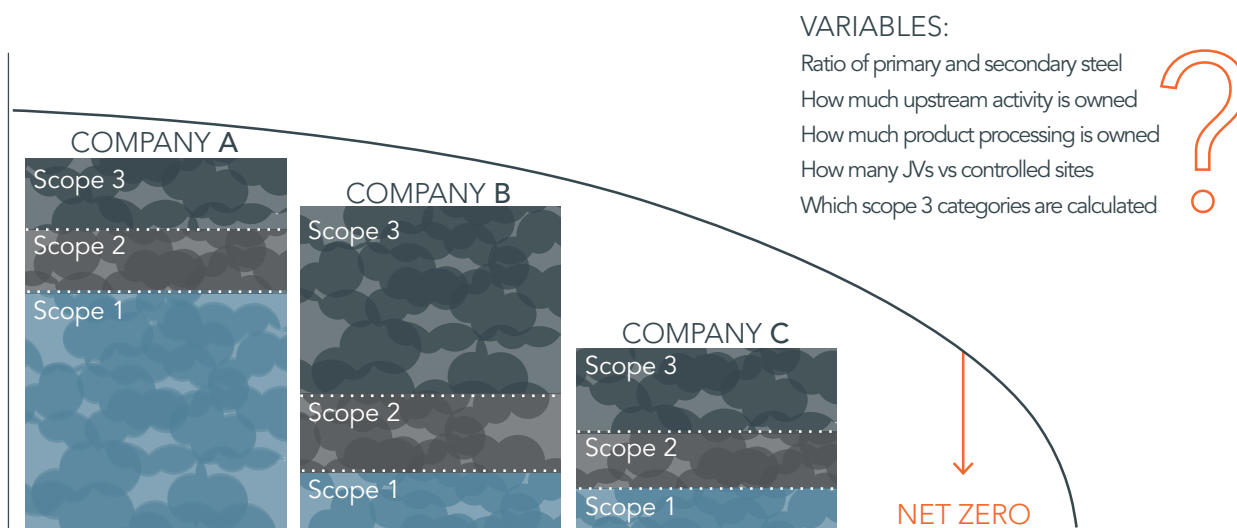 VARIABLES:
Ratio of primary and secondary steel
How much upstream activity is owned
How much product processing is owned
How many JVs vs controlled sites
Which scope 3 categories are calculated
?
COMPANY A
Scope 3
Scope 2
Scope 1
COMPANY B
Scope 3
Scope 2
Scope 1
COMPANY C
Scope 3
Scope 2
Scope 1
NET ZERO